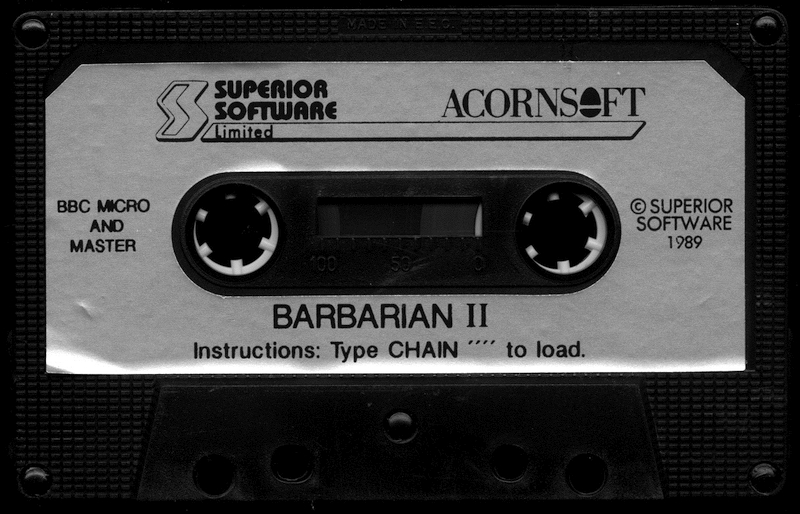 MADE IN E.E.C.
SUPERIOR
SOFTWARE
Limited
ACORNSOFT
BBC MICRO
AND
MASTER
© SUPERIOR
SOFTWARE
1989
100 50 0
BARBARIAN II
Instructions: Type CHAIN ´´´´ to load.